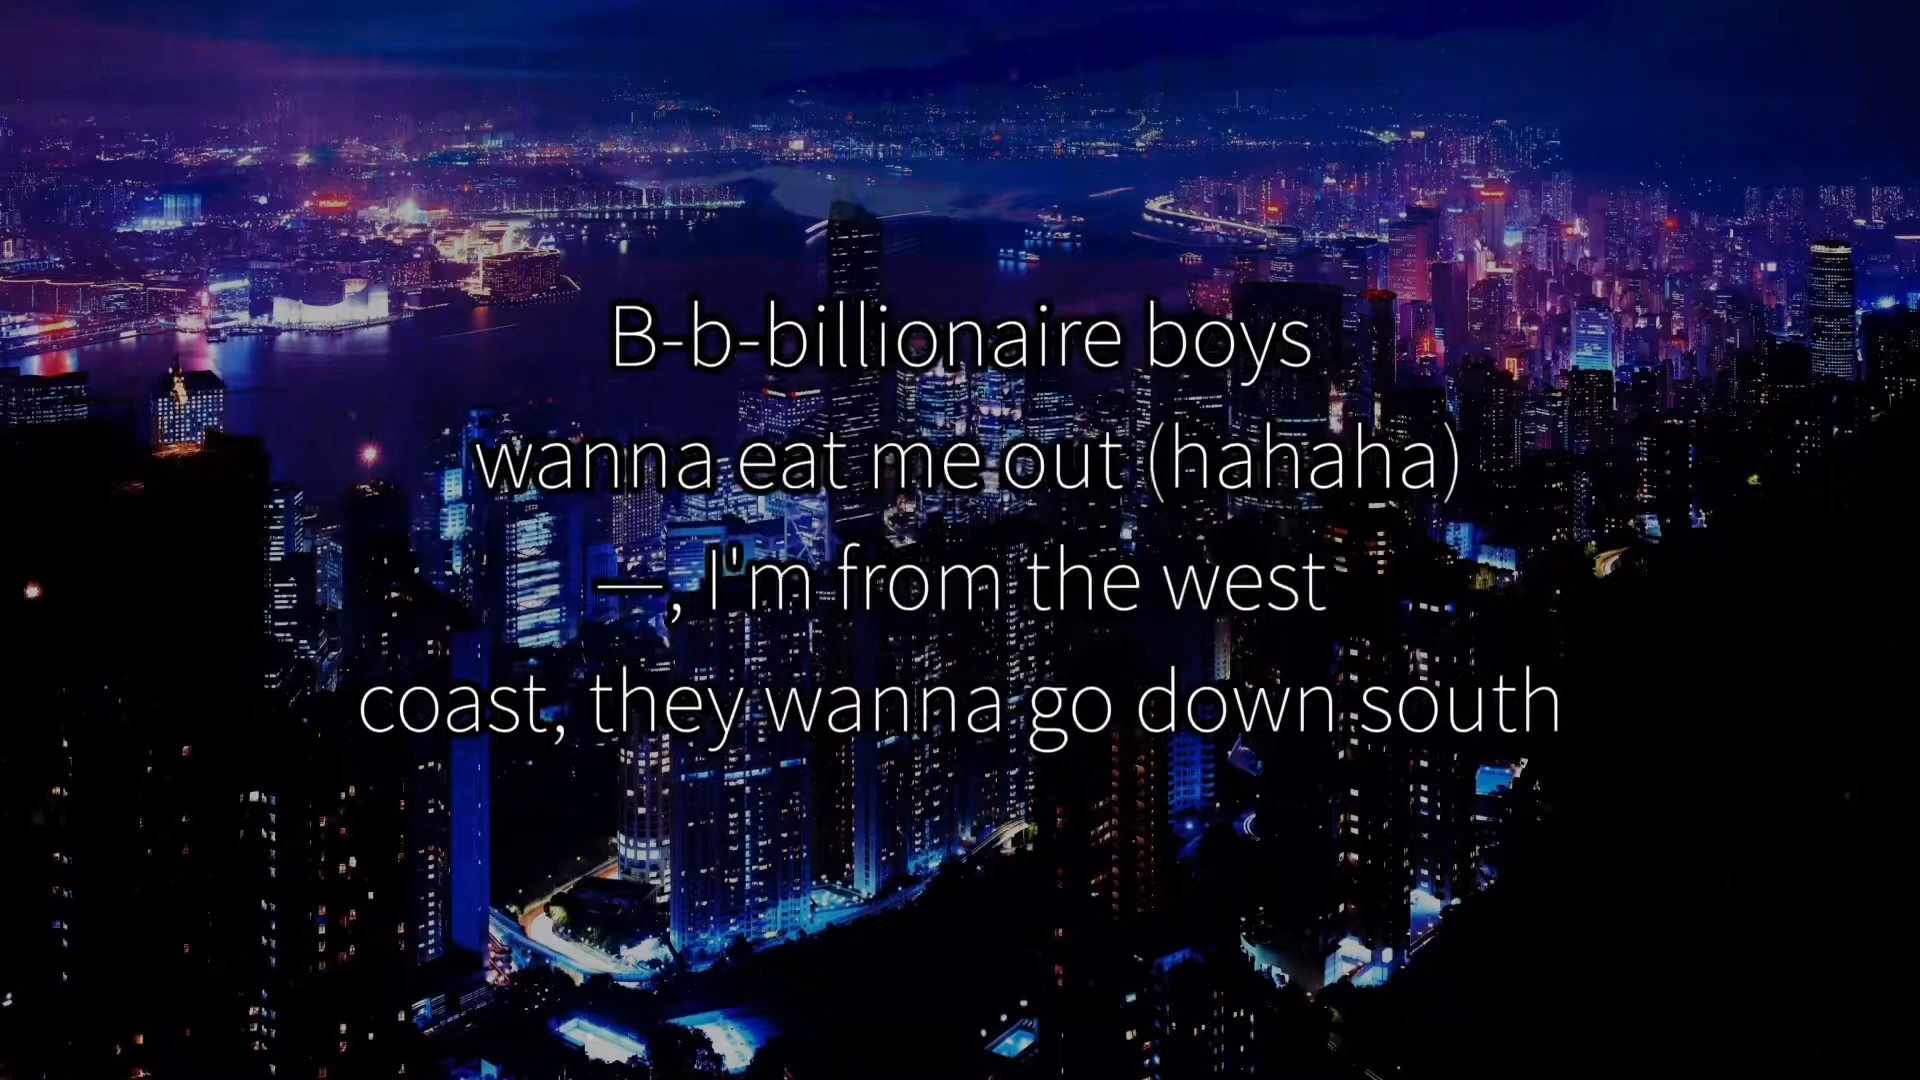 B-b-billionaire boys
wanna eat me out (hahaha)
—, I'm from the west
coast, they wanna go down south